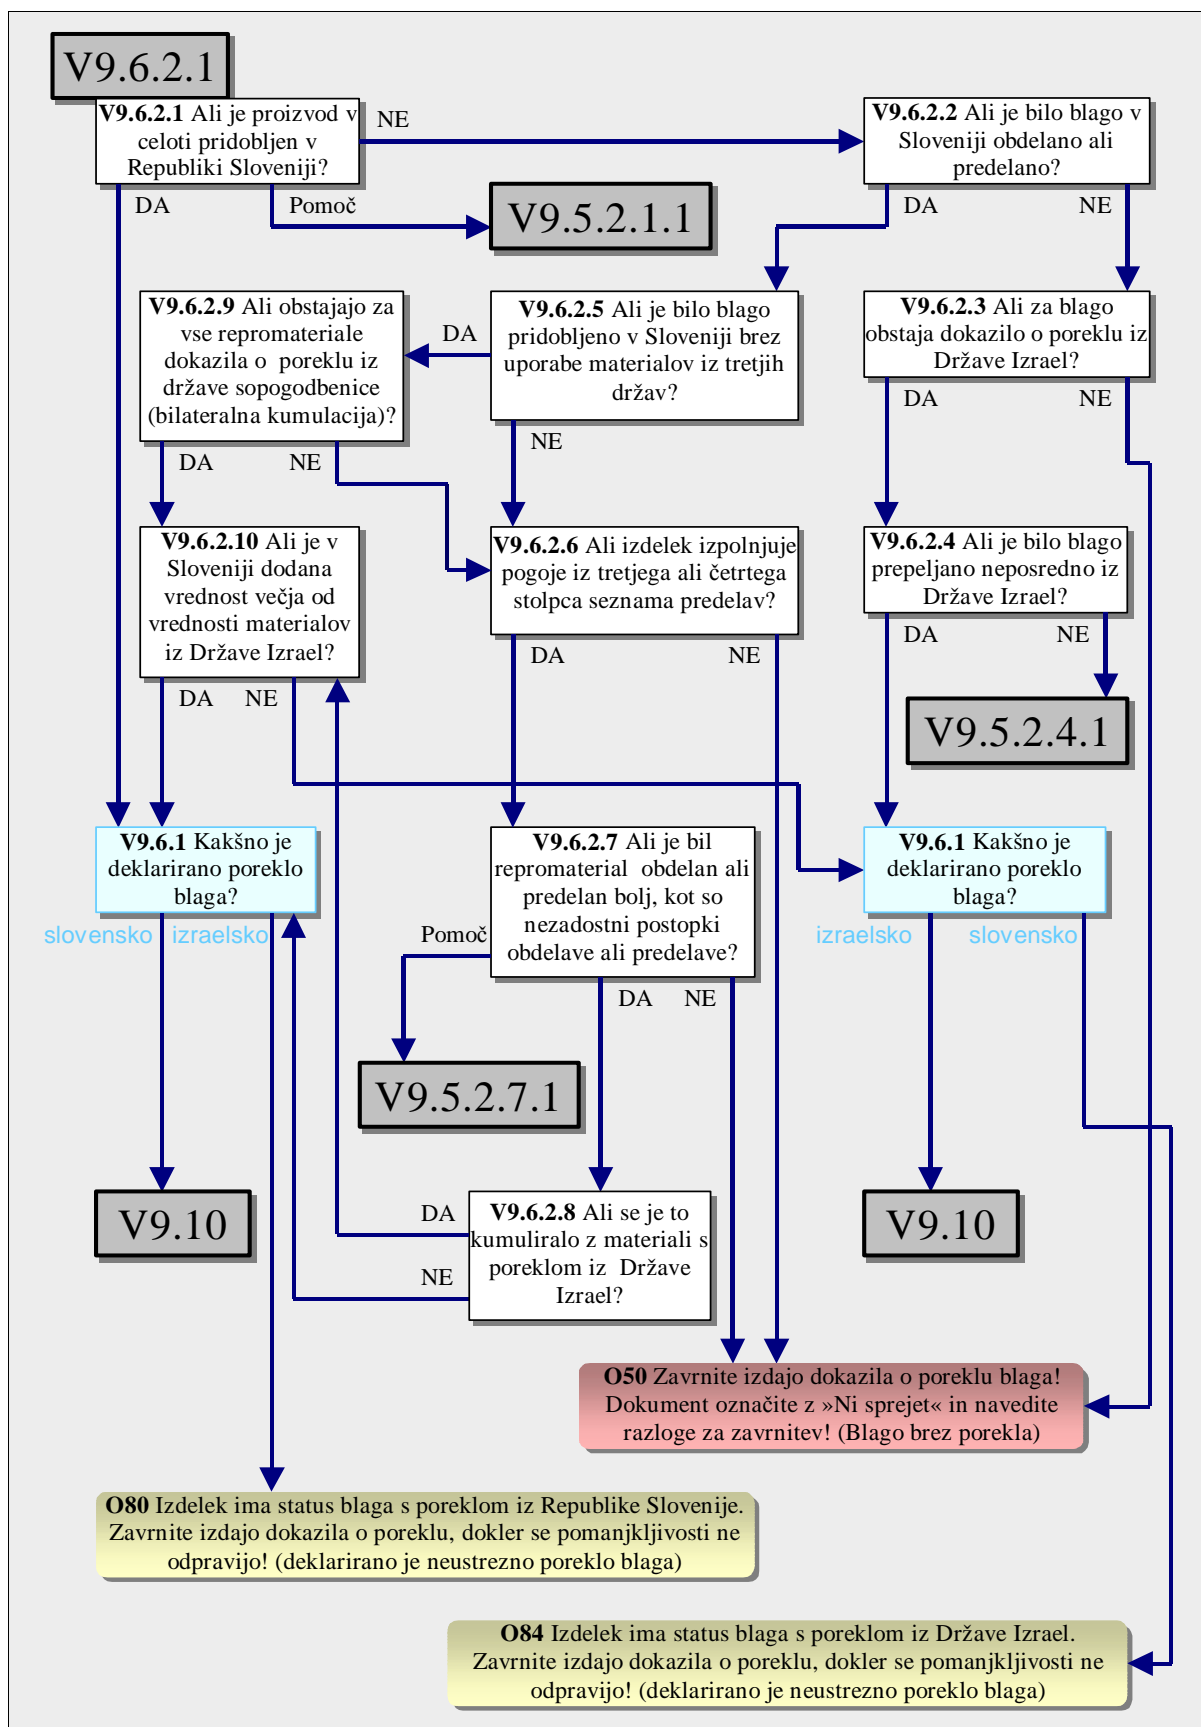 V9.6.2.1
V9.6.2.1 Ali je proizvod v
celoti pridobljen v
Republiki Sloveniji?
NE
V9.6.2.2 Ali je bilo blago v
Sloveniji obdelano ali
predelano?
DA
Pomoč
V9.5.2.1.1
DA
NE
V9.6.2.9 Ali obstajajo za
vse repromateriale
dokazila o poreklu iz
države sopogodbenice
(bilateralna kumulacija)?
DA
V9.6.2.5 Ali je bilo blago
pridobljeno v Sloveniji brez
uporabe materialov iz tretjih
držav?
V9.6.2.3 Ali za blago
obstaja dokazilo o poreklu iz
Države Izrael?
DA
NE
NE
DA
NE
V9.6.2.10 Ali je v
Sloveniji dodana
vrednost večja od
vrednosti materialov
iz Države Izrael?
V9.6.2.6 Ali izdelek izpolnjuje
pogoje iz tretjega ali četrtega
stolpca seznama predelav?
V9.6.2.4 Ali je bilo blago
prepeljano neposredno iz
Države Izrael?
DA
NE
DA
NE
DA
NE
V9.5.2.4.1
V9.6.1 Kakšno je
deklarirano poreklo
blaga?
V9.6.2.7 Ali je bil
repromaterial obdelan ali
predelan bolj, kot so
nezadostni postopki
obdelave ali predelave?
V9.6.1 Kakšno je
deklarirano poreklo
blaga?
slovensko
izraelsko
Pomoč
izraelsko
slovensko
DA
NE
V9.5.2.7.1
V9.10
DA
NE
V9.6.2.8 Ali se je to
kumuliralo z materiali s
poreklom iz Države
Izrael?
V9.10
O50 Zavrnite izdajo dokazila o poreklu blaga!
Dokument označite z »Ni sprejet« in navedite
razloge za zavrnitev! (Blago brez porekla)
O80 Izdelek ima status blaga s poreklom iz Republike Slovenije.
Zavrnite izdajo dokazila o poreklu, dokler se pomanjkljivosti ne
odpravijo! (deklarirano je neustrezno poreklo blaga)
O84 Izdelek ima status blaga s poreklom iz Države Izrael.
Zavrnite izdajo dokazila o poreklu, dokler se pomanjkljivosti ne
odpravijo! (deklarirano je neustrezno poreklo blaga)